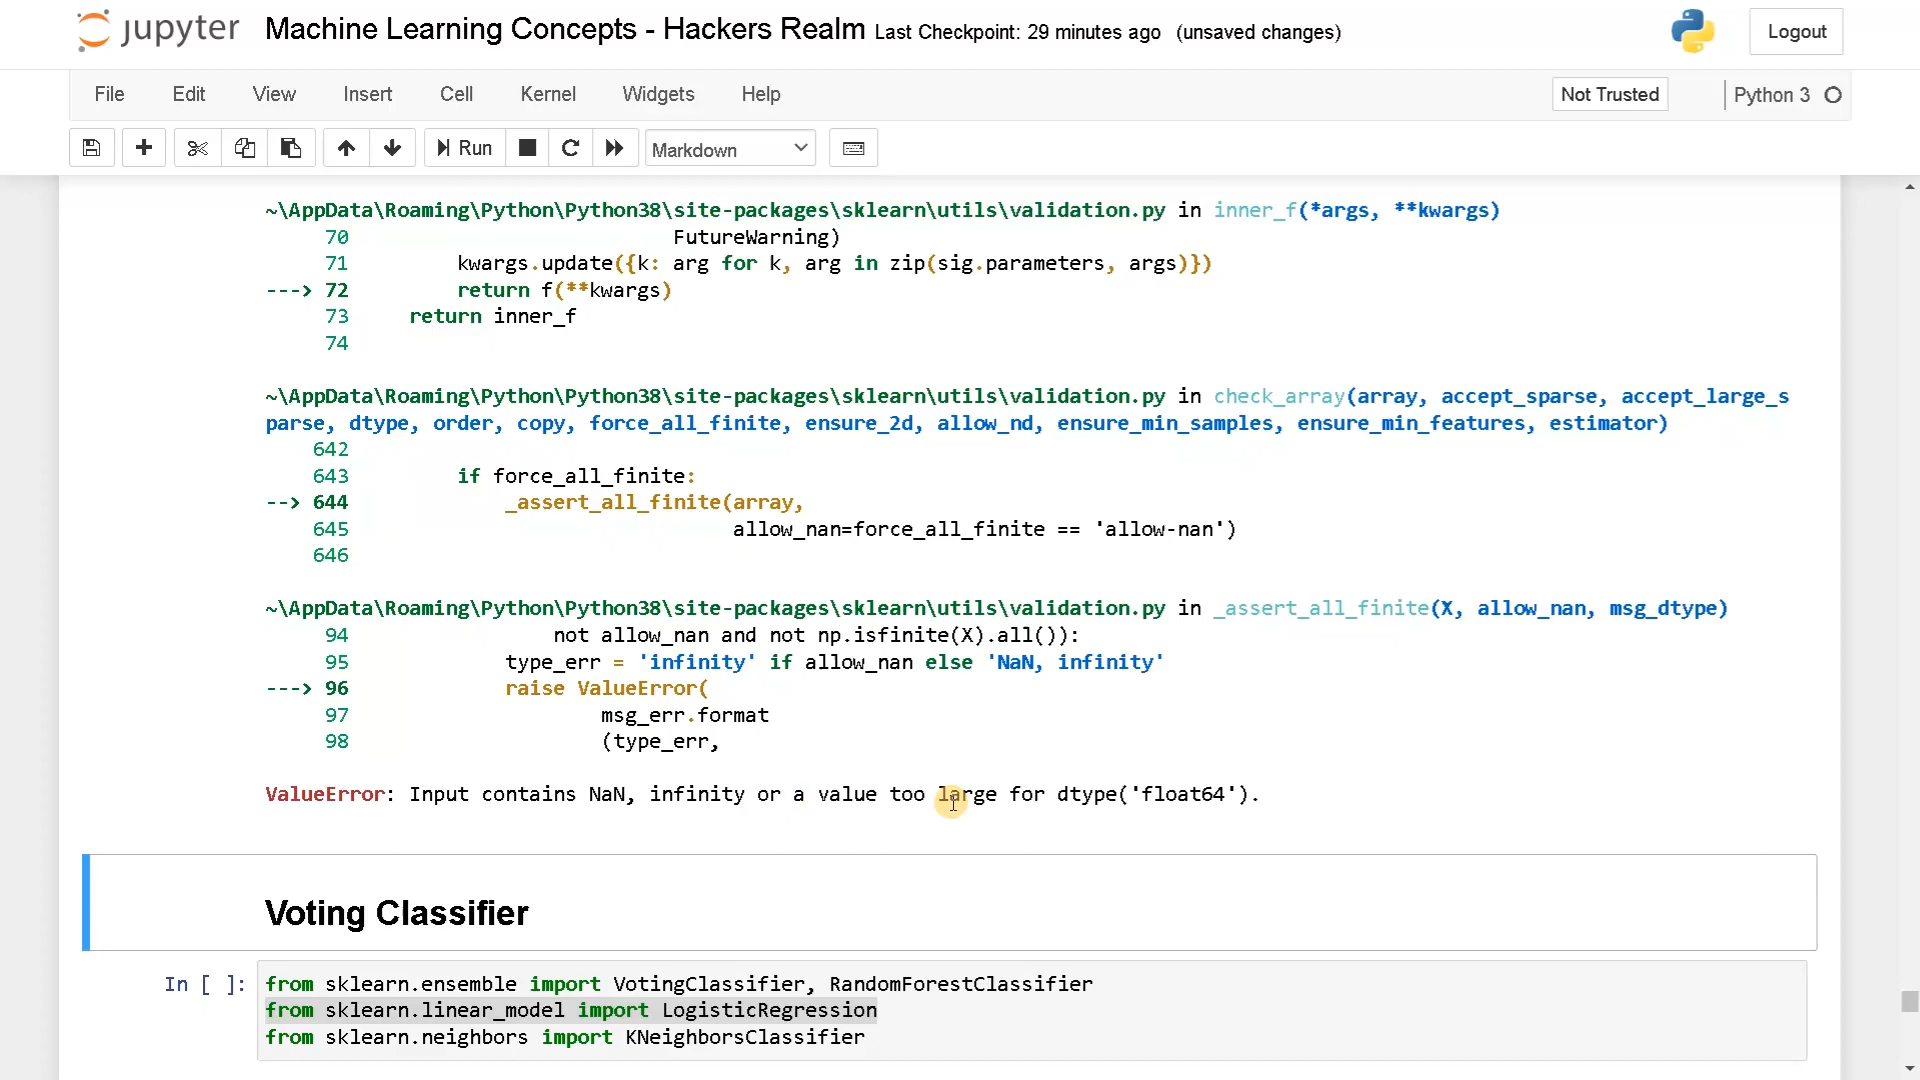 jupyter Machine Learning Concepts - Hackers Realm Last Checkpoint: 29 minutes ago (unsaved changes) Logout
File Edit View Insert Cell Kernel Widgets Help Not Trusted Python 3
Run Markdown
~\AppData\Roaming\Python\Python38\site-packages\sklearn\utils\validation.py in inner_f(*args, **kwargs)
70 FutureWarning)
71 kwargs.update({k: arg for k, arg in zip(sig.parameters, args)})
---> 72 return f(**kwargs)
73 return inner_f
74
~\AppData\Roaming\Python\Python38\site-packages\sklearn\utils\validation.py in check_array(array, accept_sparse, accept_large_s
parse, dtype, order, copy, force_all_finite, ensure_2d, allow_nd, ensure_min_samples, ensure_min_features, estimator)
642
643 if force_all_finite:
--> 644 _assert_all_finite(array,
645 allow_nan=force_all_finite == 'allow-nan')
646
~\AppData\Roaming\Python\Python38\site-packages\sklearn\utils\validation.py in _assert_all_finite(X, allow_nan, msg_dtype)
94 not allow_nan and not np.isfinite(X).all()):
95 type_err = 'infinity' if allow_nan else 'NaN, infinity'
---> 96 raise ValueError(
97 msg_err.format
98 (type_err,
ValueError: Input contains NaN, infinity or a value too large for dtype('float64').
Voting Classifier
In [ ]: from sklearn.ensemble import VotingClassifier, RandomForestClassifier
from sklearn.linear_model import LogisticRegression
from sklearn.neighbors import KNeighborsClassifier